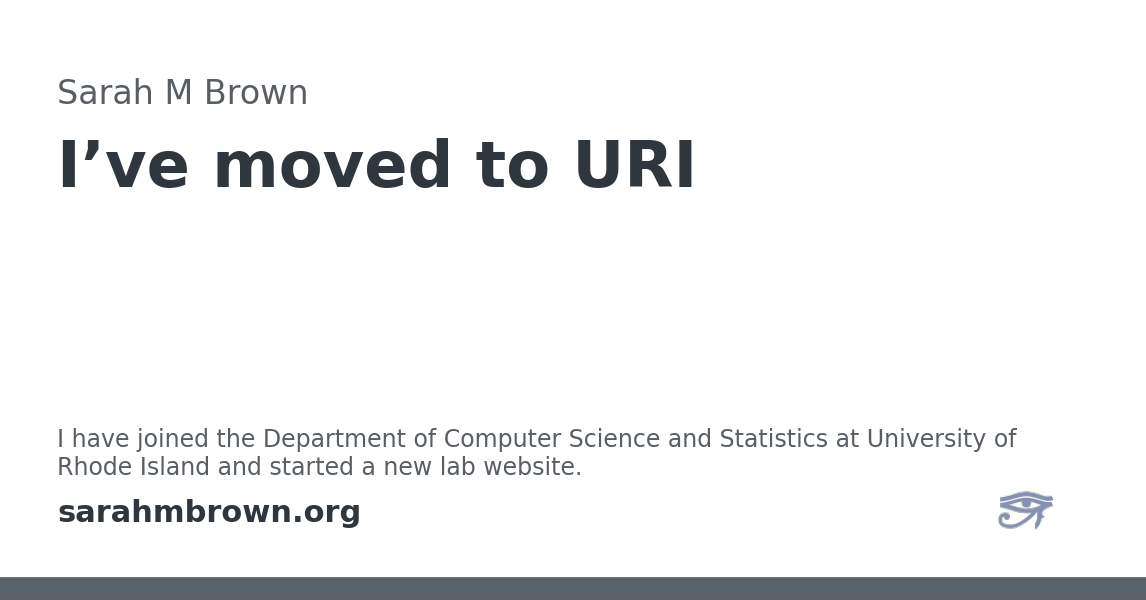 Sarah M Brown
I’ve moved to URI
I have joined the Department of Computer Science and Statistics at University of
Rhode Island and started a new lab website.
sarahmbrown.org